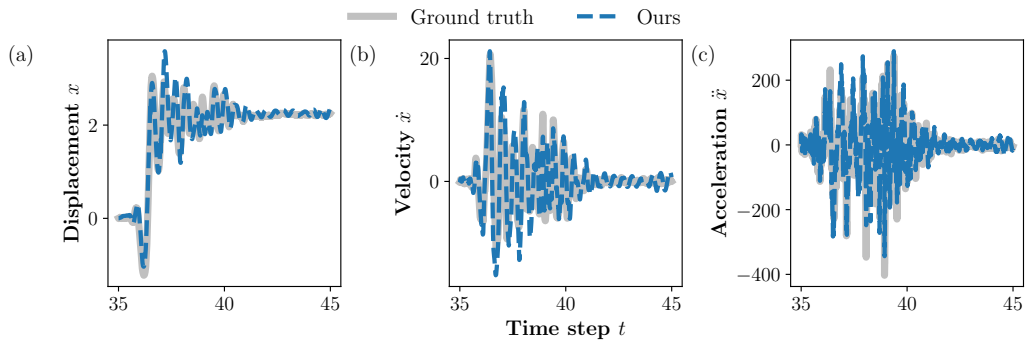 Ground truth
Ours
(a)
Displacement x
2
0
35
40
45
(b)
Velocity ẋ
20
0
35
40
45
Time step t
(c)
Acceleration ẍ
200
0
−200
−400
35
40
45